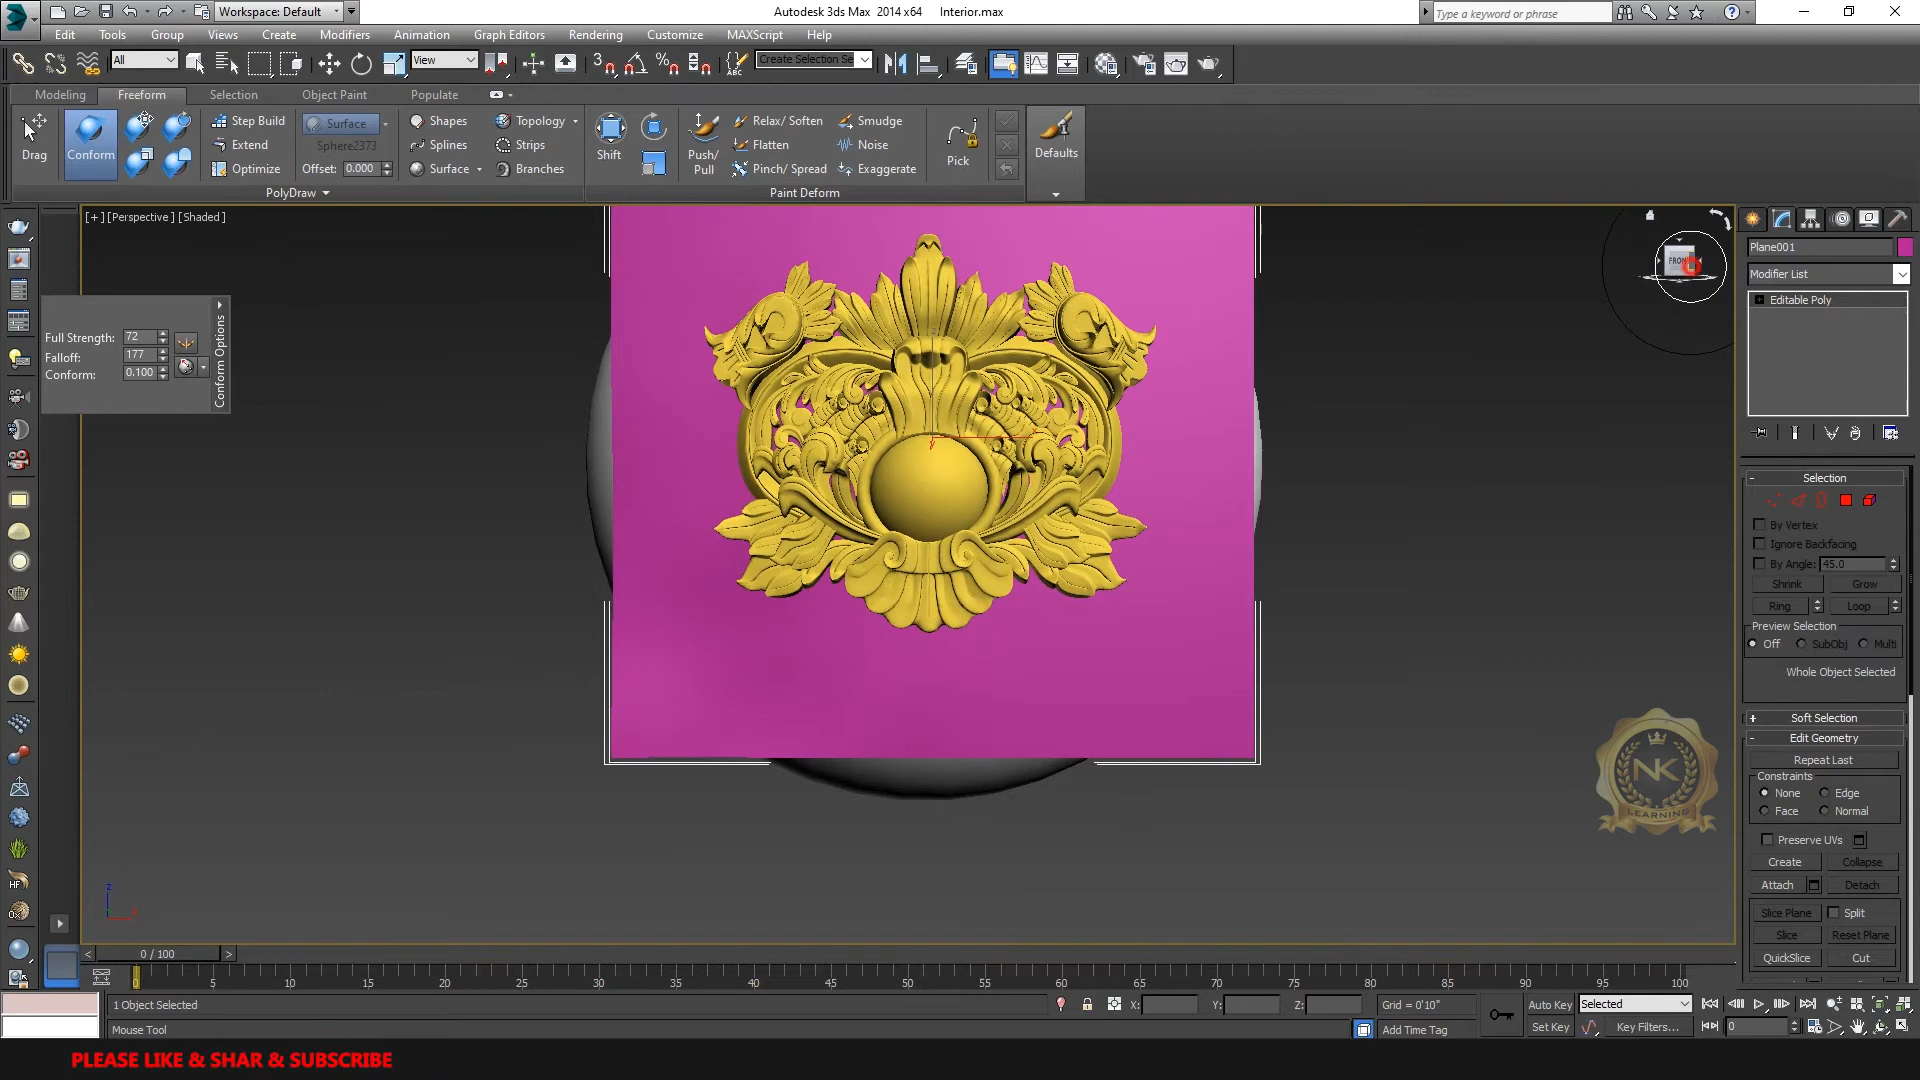 Workspace: Default
Autodesk 3ds Max 2014 x64 Interior.max
Type a keyword or phrase
Edit Tools Group Views Create Modifiers Animation Graph Editors Rendering Customize MAXScript Help
All
View
3
ABC
Create Selection Se
Modeling Freeform Selection Object Paint Populate
Drag
Conform
Step Build
Extend
Optimize
Surface
Sphere2373
Offset: 0.000
Shapes
Splines
Surface
Topology
Strips
Branches
PolyDraw
Shift
Push/
Pull
Relax/ Soften
Flatten
Pinch/ Spread
Smudge
Noise
Exaggerate
Paint Deform
Pick
Defaults
[+] [Perspective ] [Shaded ]
Full Strength: 72
Falloff: 177
Conform: 0.100
Conform Options
FRONT
Plane001
Modifier List
Editable Poly
- Selection
By Vertex
Ignore Backfacing
By Angle: 45.0
Shrink Grow
Ring Loop
Preview Selection
Off SubObj Multi
Whole Object Selected
+ Soft Selection
- Edit Geometry
Repeat Last
Constraints
None Edge
Face Normal
Preserve UVs
Create Collapse
Attach Detach
Slice Plane Split
Slice Reset Plane
QuickSlice Cut
NK
LEARNING
HF
z
x
< 0 / 100 >
0 5 10 15 20 25 30 35 40 45 50 55 60 65 70 75 80 85 90 95 100
1 Object Selected
X: Y: Z: Grid = 0'10"
Auto Key Selected
Mouse Tool
Add Time Tag
Set Key Key Filters... 0
PLEASE LIKE & SHAR & SUBSCRIBE